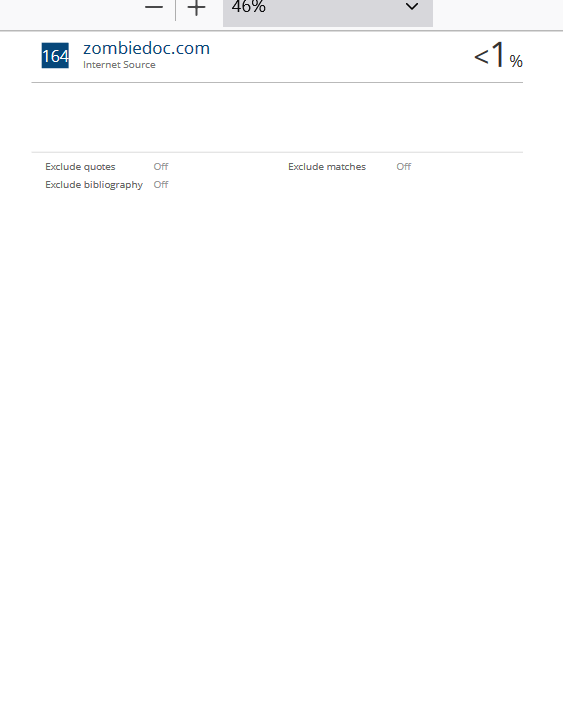 46%
164 zombiedoc.com <1%
Internet Source
Exclude quotes Off Exclude matches Off
Exclude bibliography Off